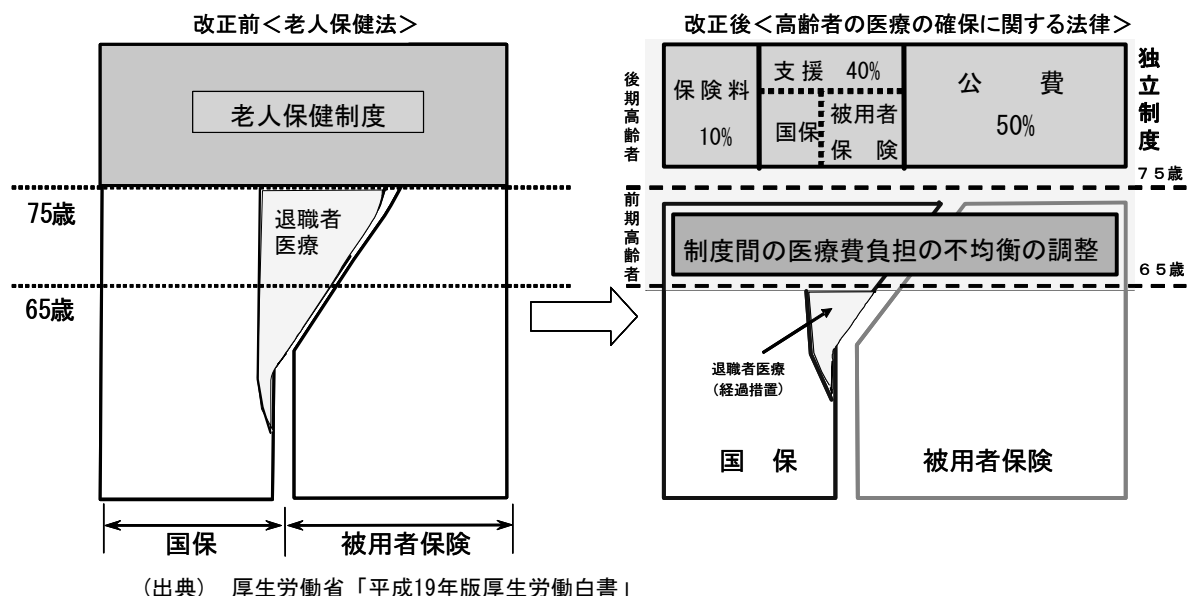 改正前<老人保健法>
老人保健制度
75歳
退職者
医療
65歳
国保
被用者保険
改正後<高齢者の医療の確保に関する法律>
後期高齢者
保険料
10%
支援 40%
国保
被用者
保険
公費
50%
独立制度
75歳
前期高齢者
制度間の医療費負担の不均衡の調整
65歳
退職者医療
(経過措置)
国保
被用者保険
(出典) 厚生労働省「平成19年版厚生労働白書」